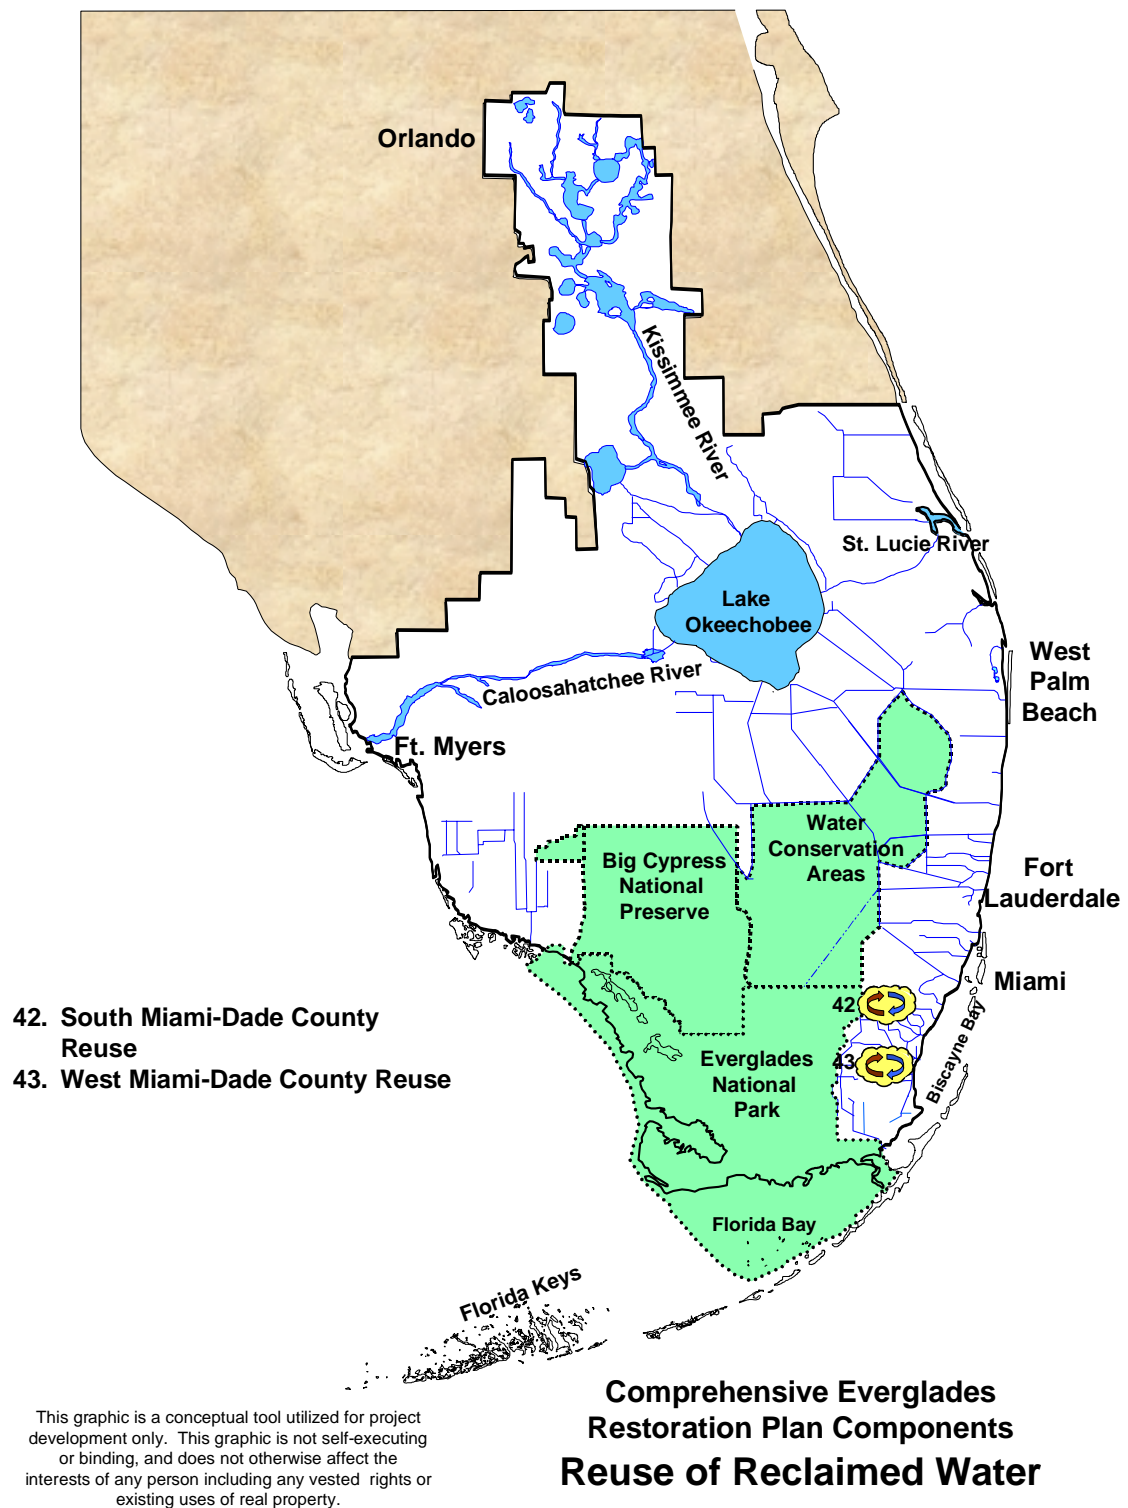 Orlando
Kissimmee River
St. Lucie River
Lake
Okeechobee
West
Palm
Beach
Caloosahatchee River
Ft. Myers
Water
Conservation
Areas
Big Cypress
National
Preserve
Fort
Lauderdale
Miami
42
43
Biscayne Bay
42. South Miami-Dade County
Reuse
43. West Miami-Dade County Reuse
Everglades
National
Park
Florida Bay
Florida Keys
Comprehensive Everglades
Restoration Plan Components
Reuse of Reclaimed Water
This graphic is a conceptual tool utilized for project
development only. This graphic is not self-executing
or binding, and does not otherwise affect the
interests of any person including any vested rights or
existing uses of real property.